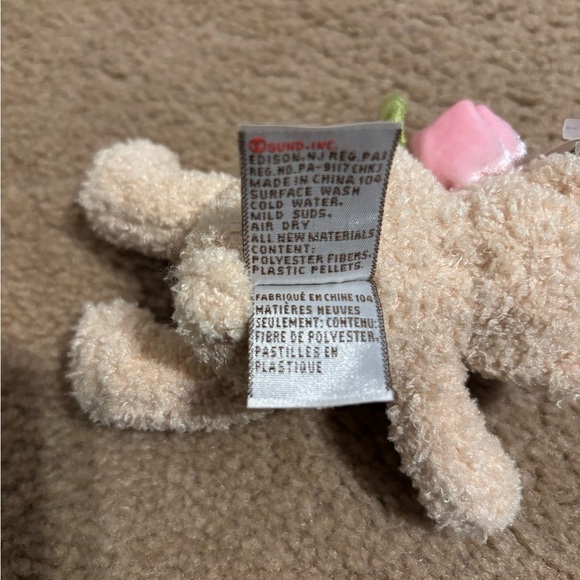 GUND, INC.
EDISON, NJ REG. PA3
REG. NO. PA-9117 (HK)
MADE IN CHINA 104
SURFACE WASH
COLD WATER.
MILD SUDS.
AIR DRY
ALL NEW MATERIALS
CONTENT:
POLYESTER FIBERS.
PLASTIC PELLETS.
FABRIQUÉ EN CHINE 104
MATIÈRES NEUVES
SEULEMENT: CONTENU:
FIBRE DE POLYESTER.
PASTILLES EN
PLASTIQUE